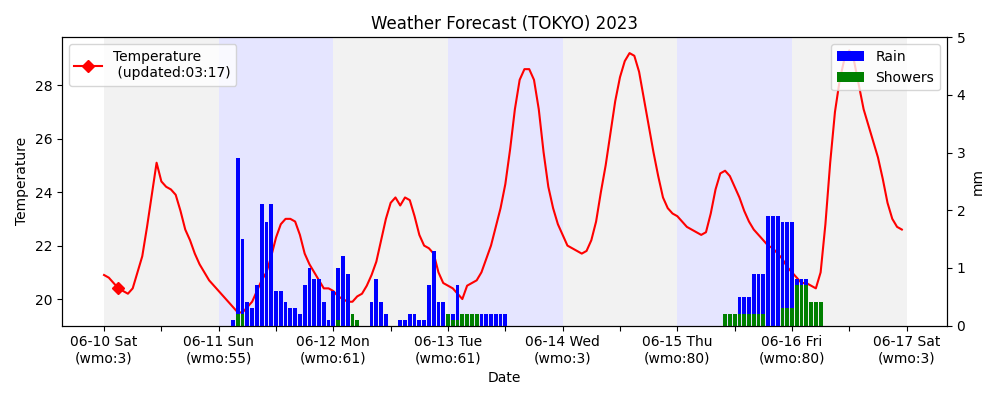 Weather Forecast (TOKYO) 2023
Temperature
(updated:03:17)
Rain
Showers
Temperature
28
26
24
22
20
5
4
3
2
1
0
mm
06-10 Sat
(wmo:3)
06-11 Sun
(wmo:55)
06-12 Mon
(wmo:61)
06-13 Tue
(wmo:61)
06-14 Wed
(wmo:3)
06-15 Thu
(wmo:80)
06-16 Fri
(wmo:80)
06-17 Sat
(wmo:3)
Date